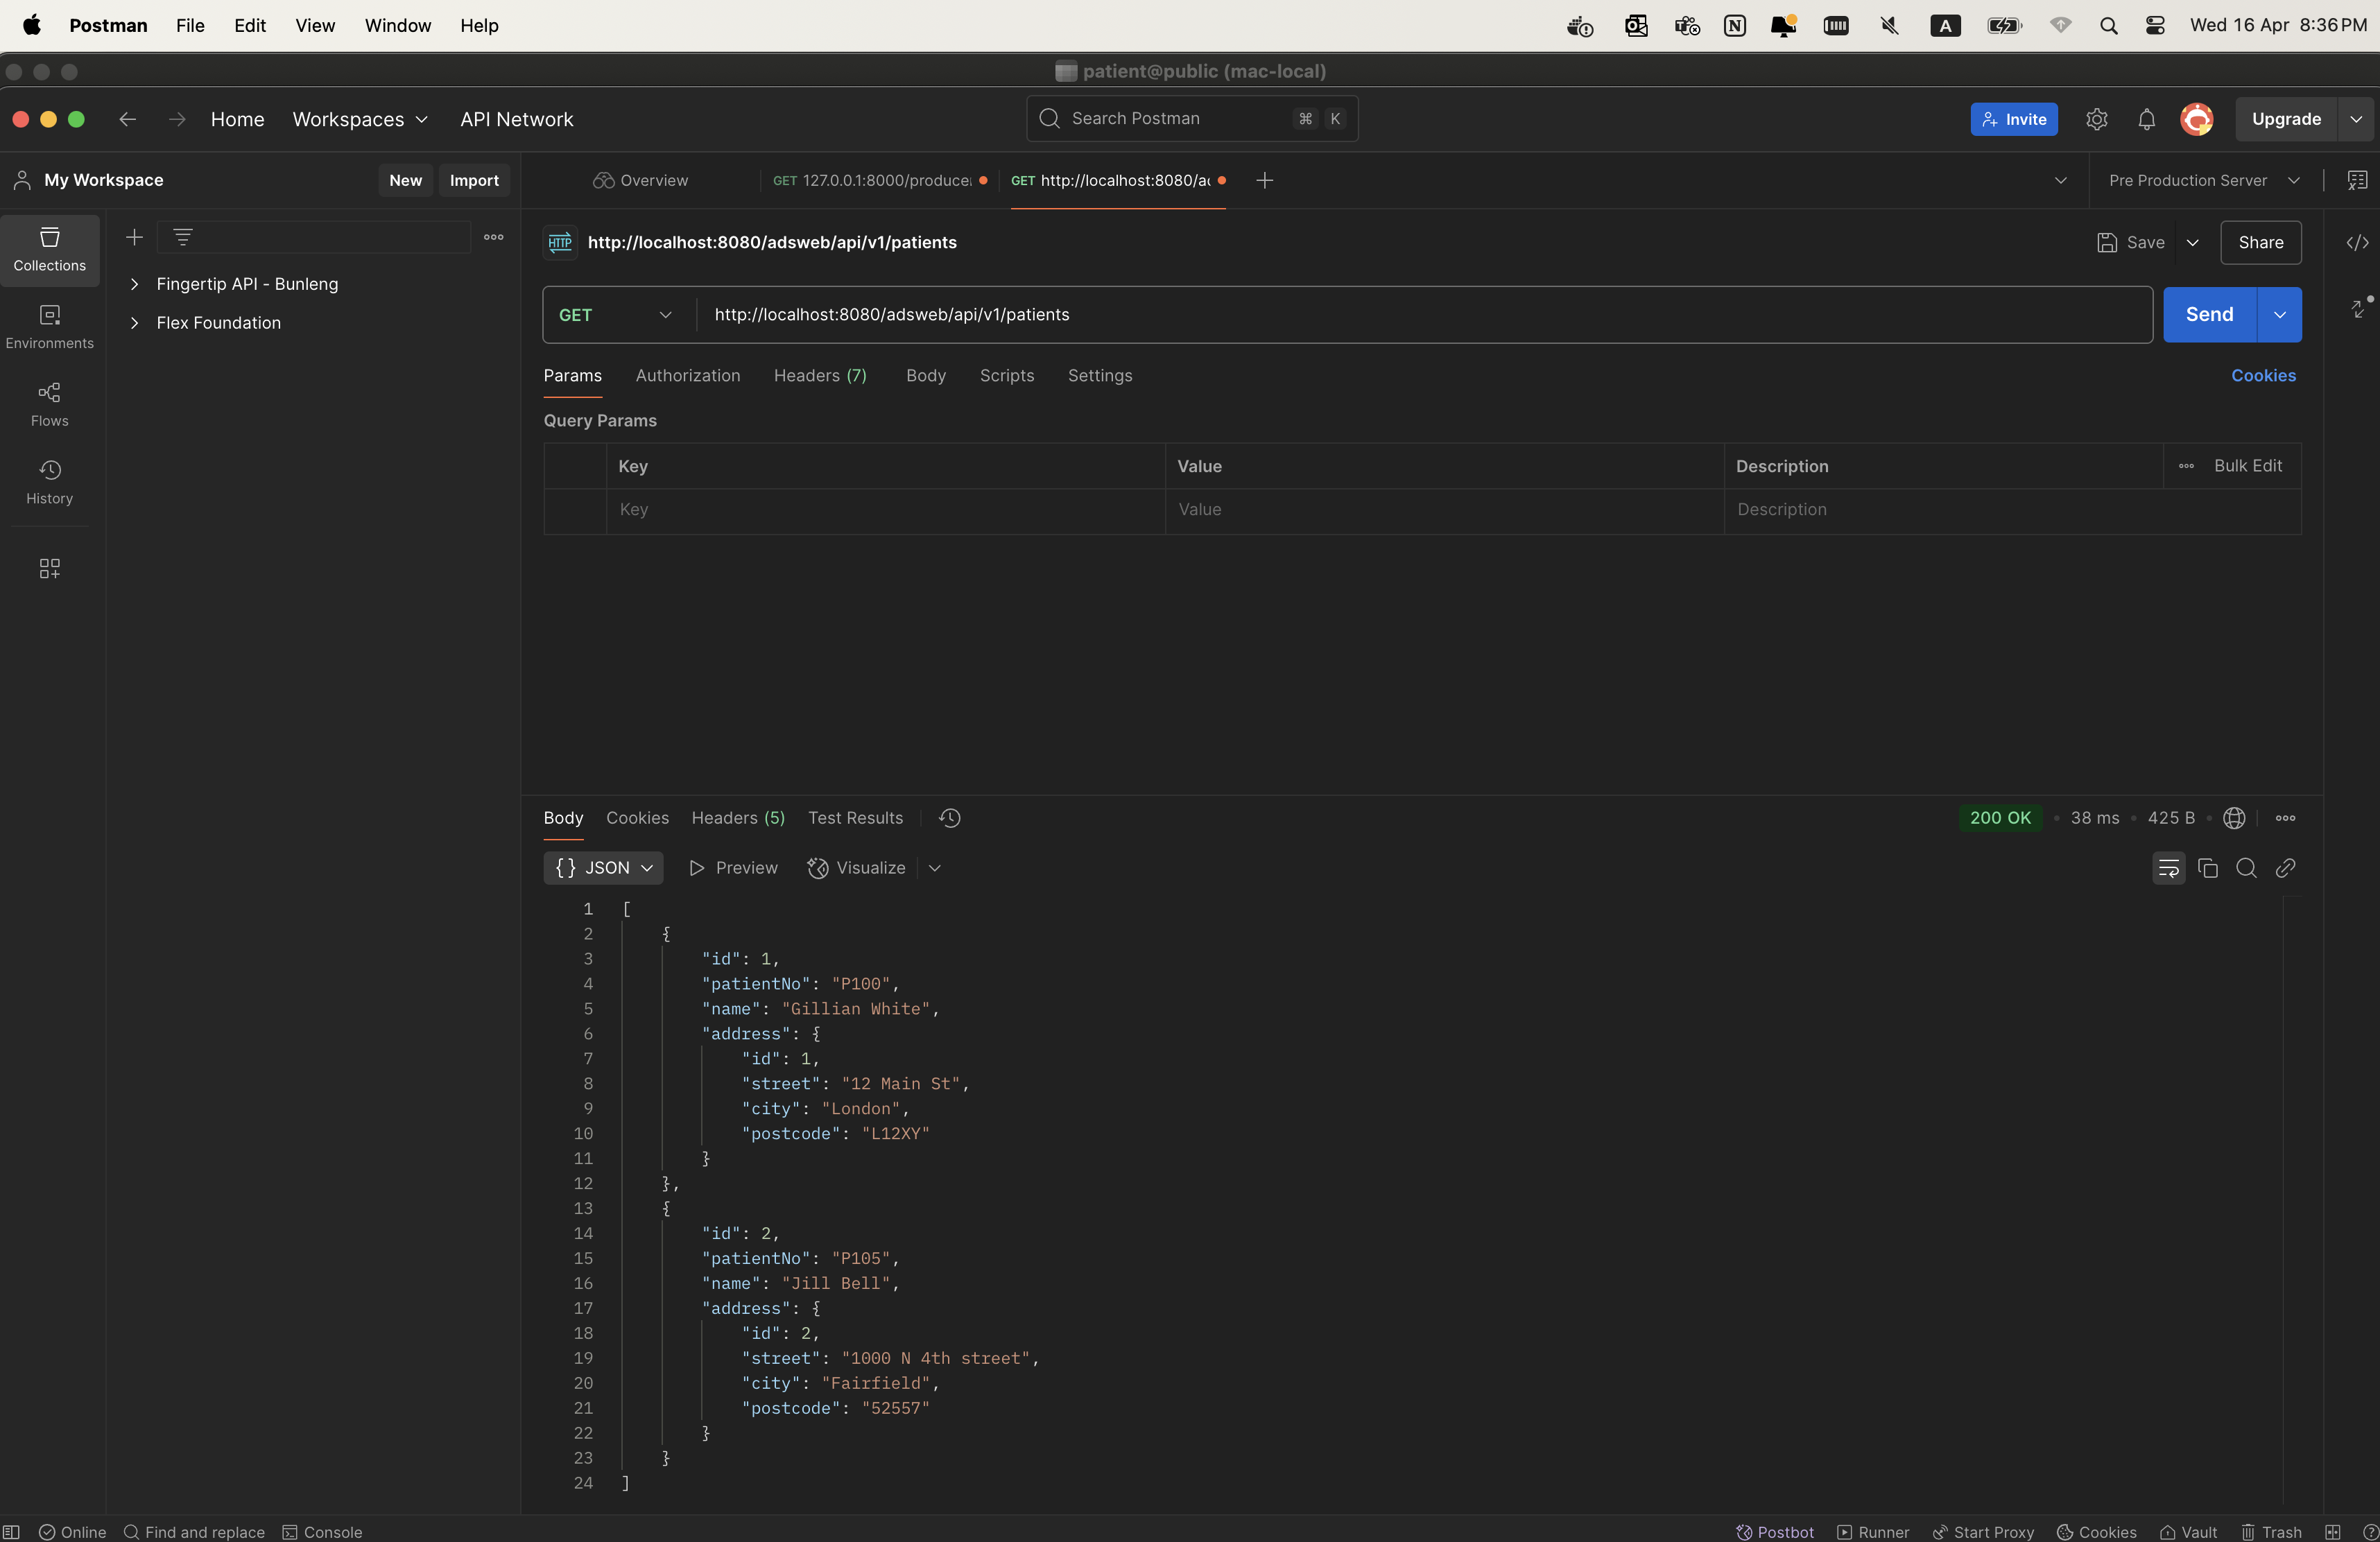 Postman File Edit View Window Help
A Wed 16 Apr 8:36 PM
patient@public (mac-local)
Home Workspaces API Network
Search Postman ⌘ K
Invite Upgrade
My Workspace New Import
Overview GET 127.0.0.1:8000/produce GET http://localhost:8080/a Pre Production Server
Collections
Environments
Flows
History
Fingertip API - Bunleng
Flex Foundation
HTTP http://localhost:8080/adsweb/api/v1/patients Save Share
GET http://localhost:8080/adsweb/api/v1/patients Send
Params Authorization Headers (7) Body Scripts Settings Cookies
Query Params
Key Value Description Bulk Edit
Key Value Description
Body Cookies Headers (5) Test Results 200 OK 38 ms 425 B
{} JSON Preview Visualize
1 [
2 {
3 "id": 1,
4 "patientNo": "P100",
5 "name": "Gillian White",
6 "address": {
7 "id": 1,
8 "street": "12 Main St",
9 "city": "London",
10 "postcode": "L12XY"
11 }
12 },
13 {
14 "id": 2,
15 "patientNo": "P105",
16 "name": "Jill Bell",
17 "address": {
18 "id": 2,
19 "street": "1000 N 4th street",
20 "city": "Fairfield",
21 "postcode": "52557"
22 }
23 }
24 ]
Online Find and replace Console Postbot Runner Start Proxy Cookies Vault Trash